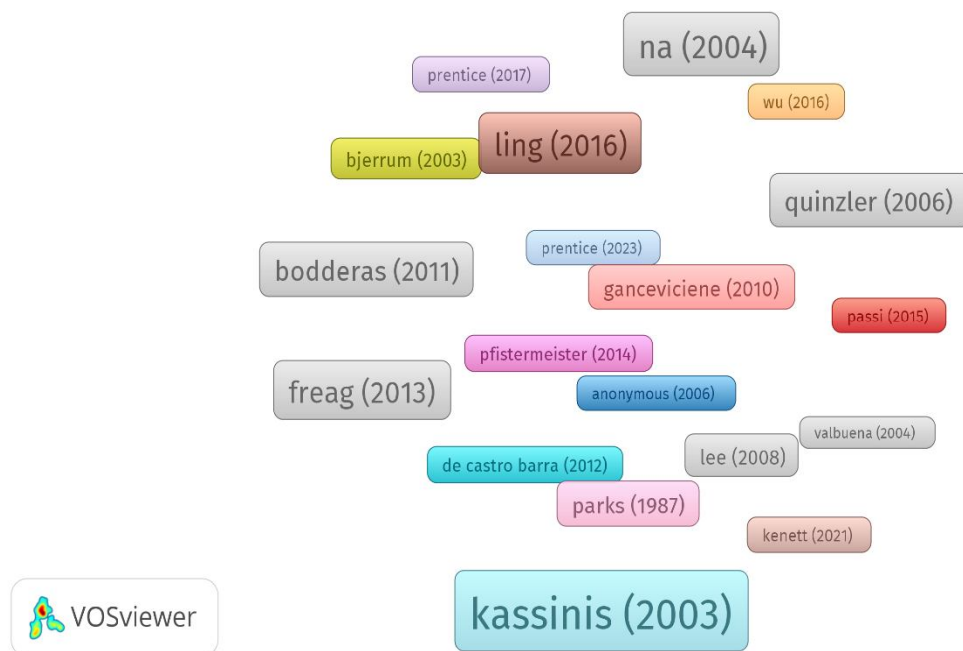 na (2004)
prentice (2017)
wu (2016)
ling (2016)
bjerrum (2003)
quinzler (2006)
prentice (2023)
bodderas (2011)
ganceviciene (2010)
passi (2015)
pfistermeister (2014)
freag (2013)
anonymous (2006)
valbuena (2004)
lee (2008)
de castro barra (2012)
parks (1987)
kenett (2021)
kassinis (2003)
VOSviewer